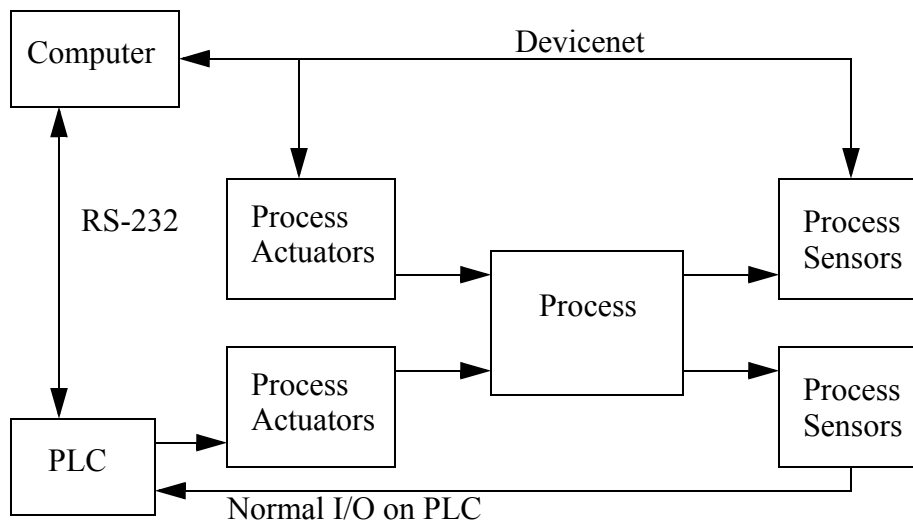 Computer
Devicenet
RS-232
Process
Actuators
Process
Sensors
Process
Process
Actuators
Process
Sensors
PLC
Normal I/O on PLC